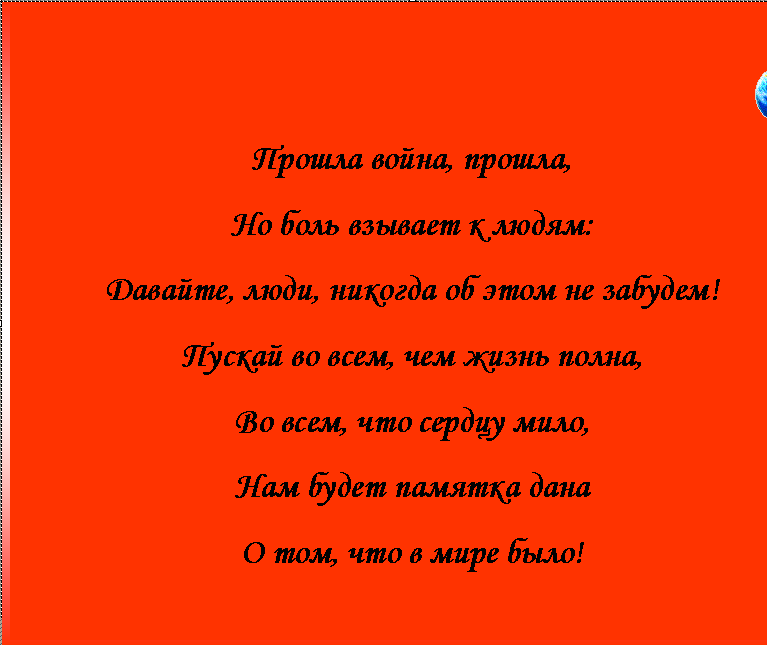 Прошла война, прошла,
Но боль взывает к людям:
Давайте, люди, никогда об этом не забудем!
Пускай во всем, чем жизнь полна,
Во всем, что сердцу мило,
Нам будет памятка дана
О том, что в мире было!